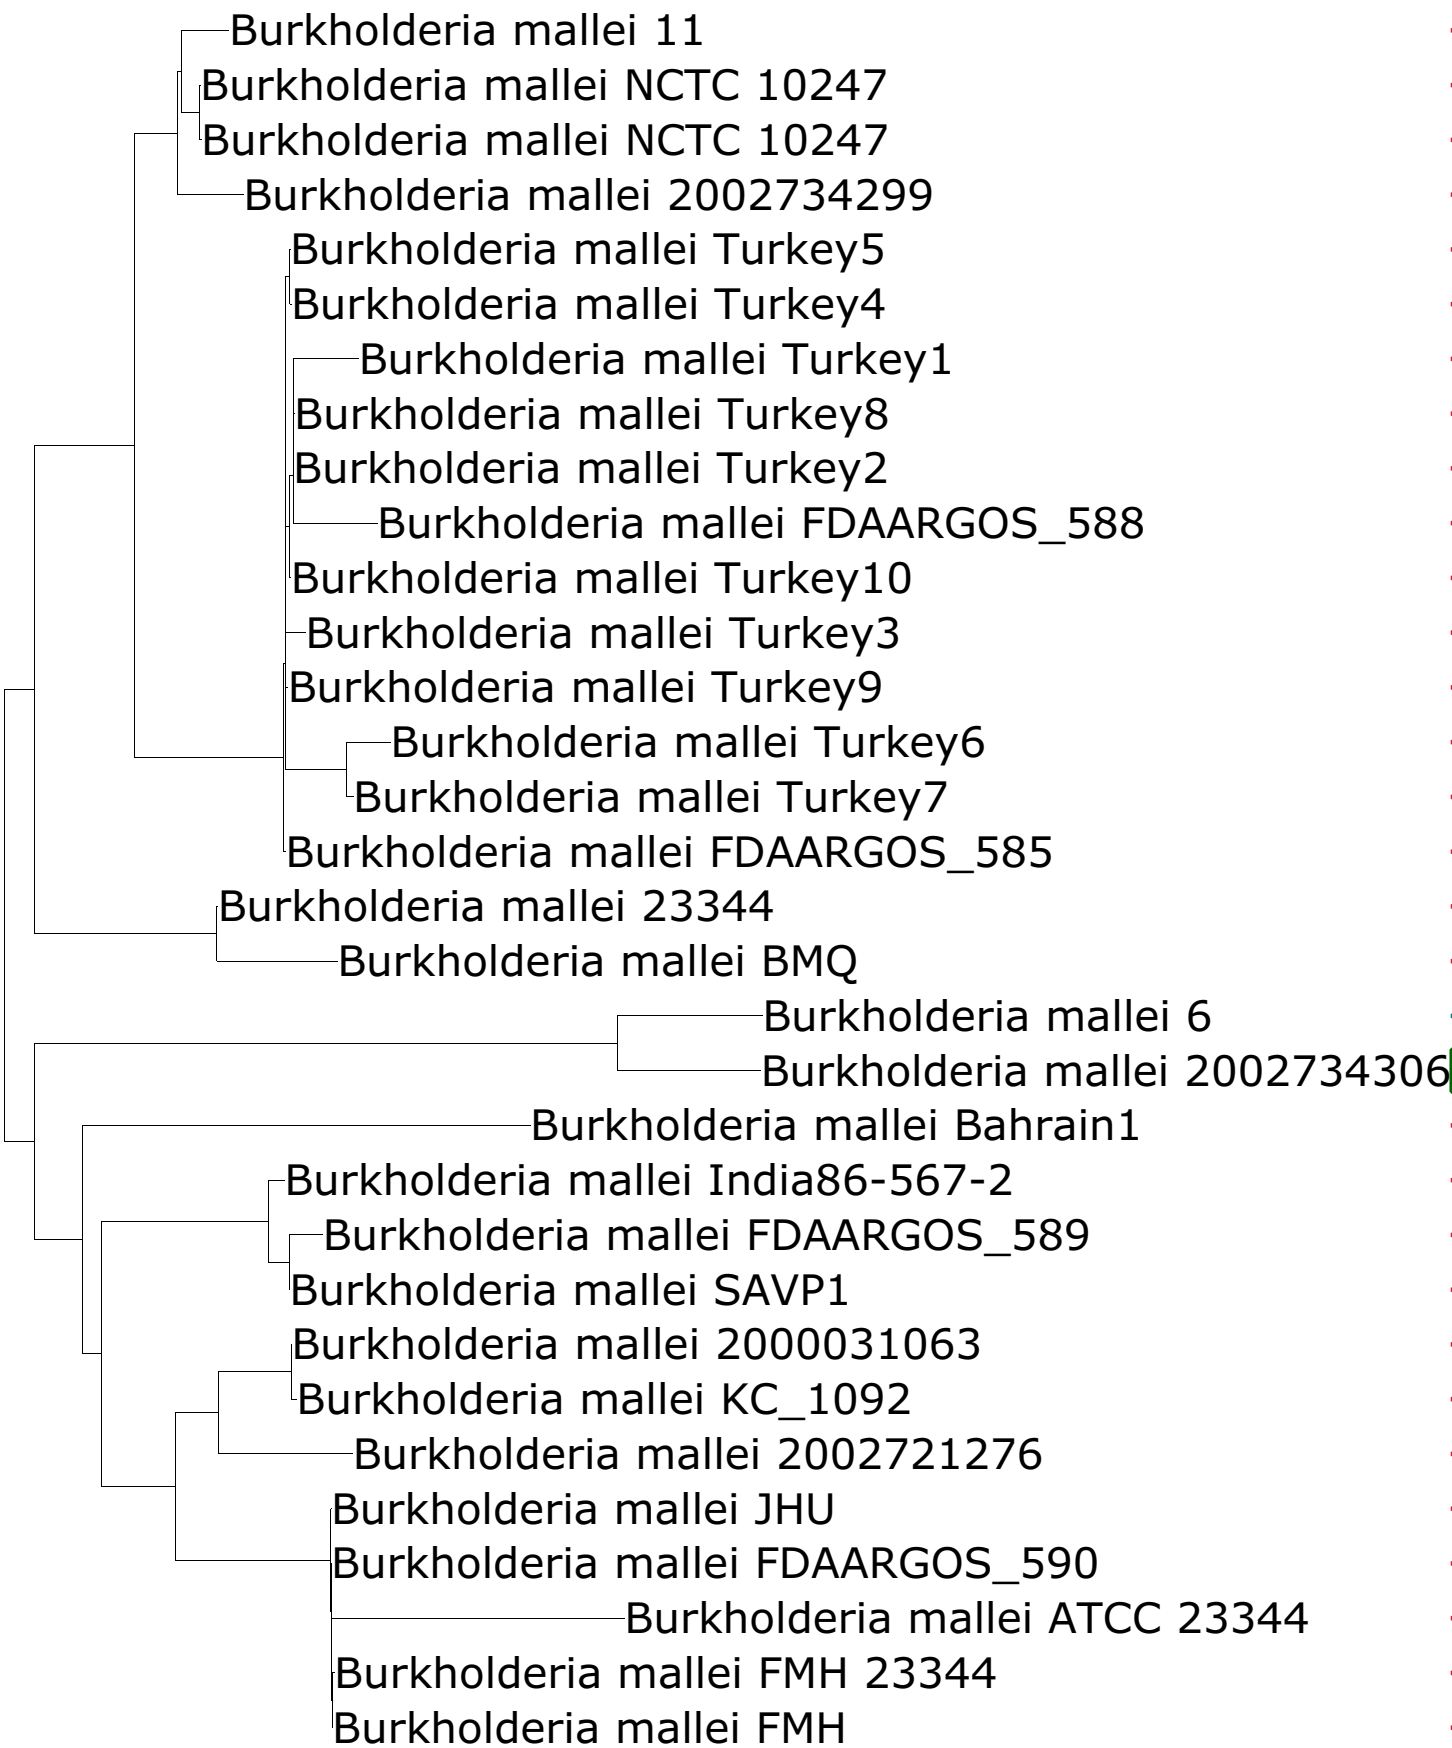 Burkholderia mallei 11
Burkholderia mallei NCTC 10247
Burkholderia mallei NCTC 10247
Burkholderia mallei 2002734299
Burkholderia mallei Turkey5
Burkholderia mallei Turkey4
Burkholderia mallei Turkey1
Burkholderia mallei Turkey8
Burkholderia mallei Turkey2
Burkholderia mallei FDAARGOS_588
Burkholderia mallei Turkey10
Burkholderia mallei Turkey3
Burkholderia mallei Turkey9
Burkholderia mallei Turkey6
Burkholderia mallei Turkey7
Burkholderia mallei FDAARGOS_585
Burkholderia mallei 23344
Burkholderia mallei BMQ
Burkholderia mallei 6
Burkholderia mallei 2002734306
Burkholderia mallei Bahrain1
Burkholderia mallei India86-567-2
Burkholderia mallei FDAARGOS_589
Burkholderia mallei SAVP1
Burkholderia mallei 2000031063
Burkholderia mallei KC_1092
Burkholderia mallei 2002721276
Burkholderia mallei JHU
Burkholderia mallei FDAARGOS_590
Burkholderia mallei ATCC 23344
Burkholderia mallei FMH 23344
Burkholderia mallei FMH